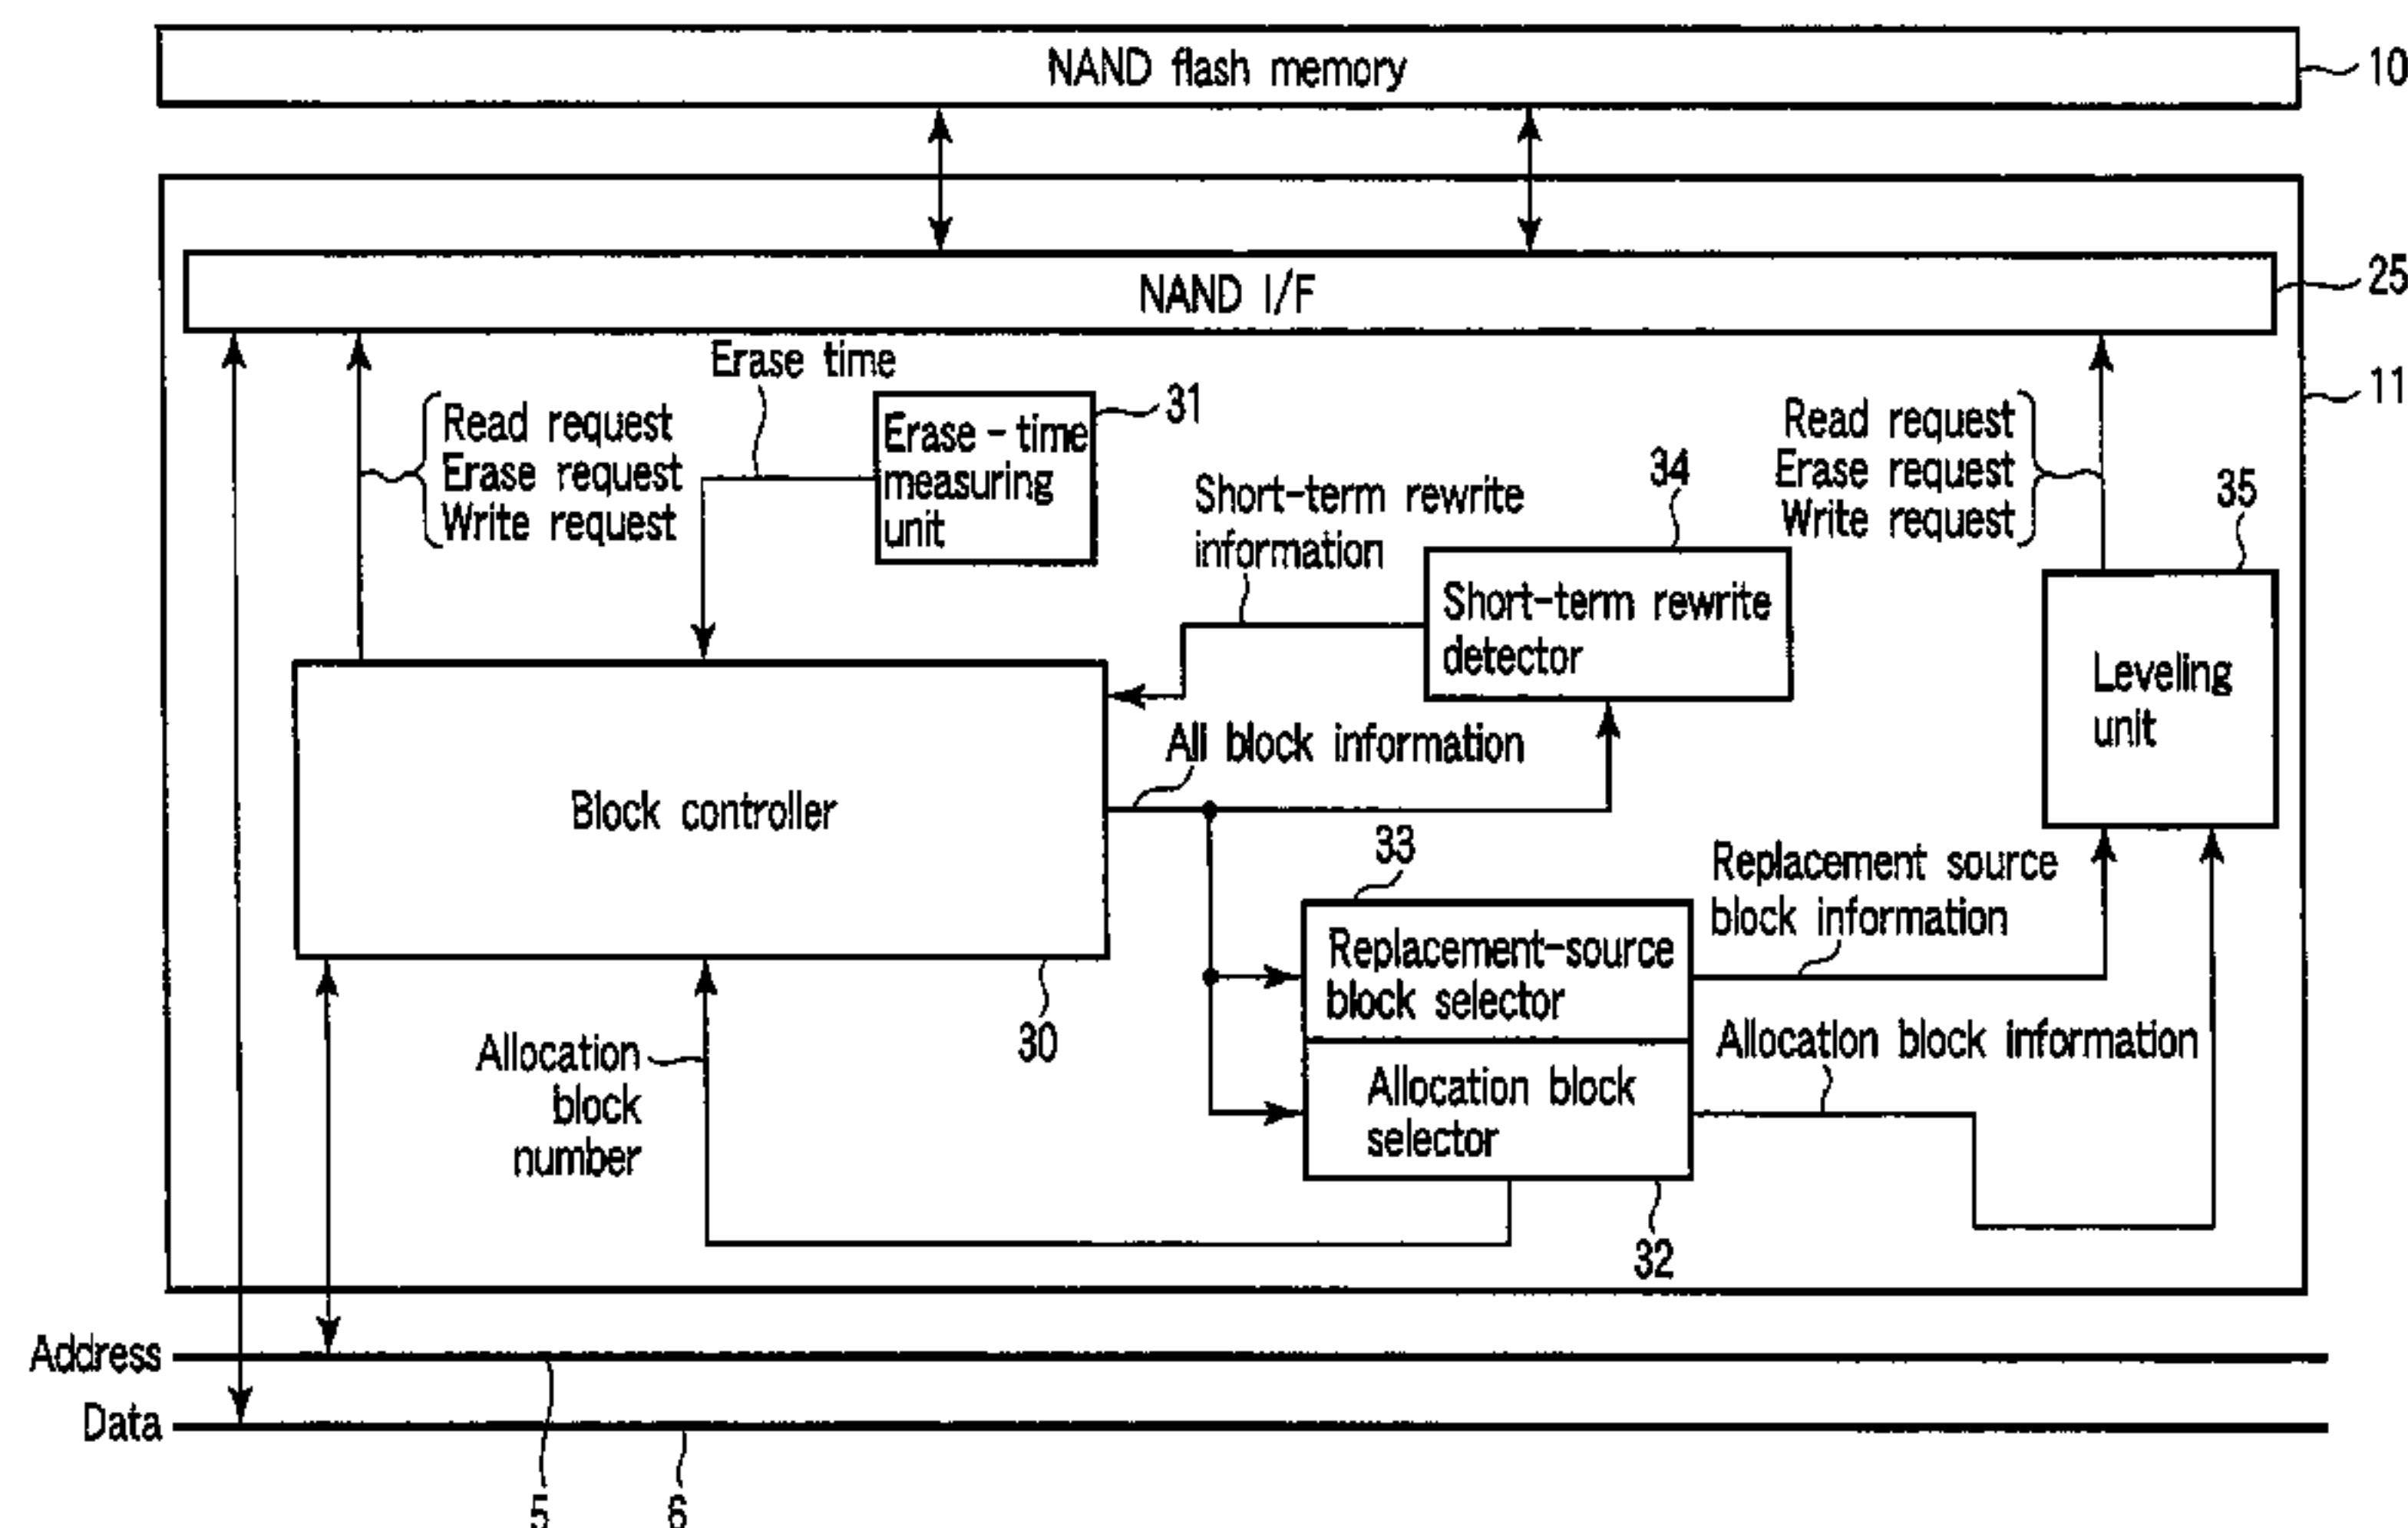 NAND flash memory
10
NAND I/F
25
Erase time
31
11
Read request
Erase request
Write request
Erase - time
measuring
unit
34
Short-term rewrite
information
Read request
Erase request
Write request
35
Short-term rewrite
detector
Leveling
unit
All block information
Block controller
33
Replacement source
block information
Replacement-source
block selector
30
Allocation
block
number
Allocation block information
Allocation block
selector
32
Address
Data
5
6